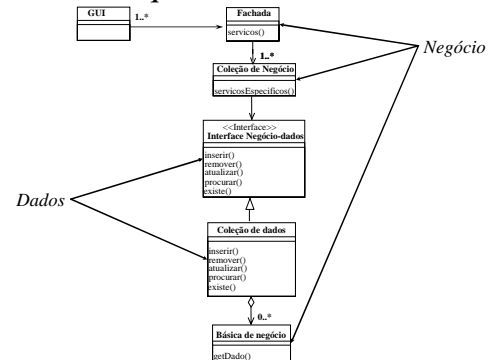 GUI
1..*
Fachada
servicos()
1..*
Negócio
Coleção de Negócio
servicosEspecificos()
<<Interface>>
Interface Negócio-dados
inserir()
remover()
atualizar()
procurar()
existe()
Dados
Coleção de dados
inserir()
remover()
atualizar()
procurar()
existe()
0..*
Básica de negócio
getDado()